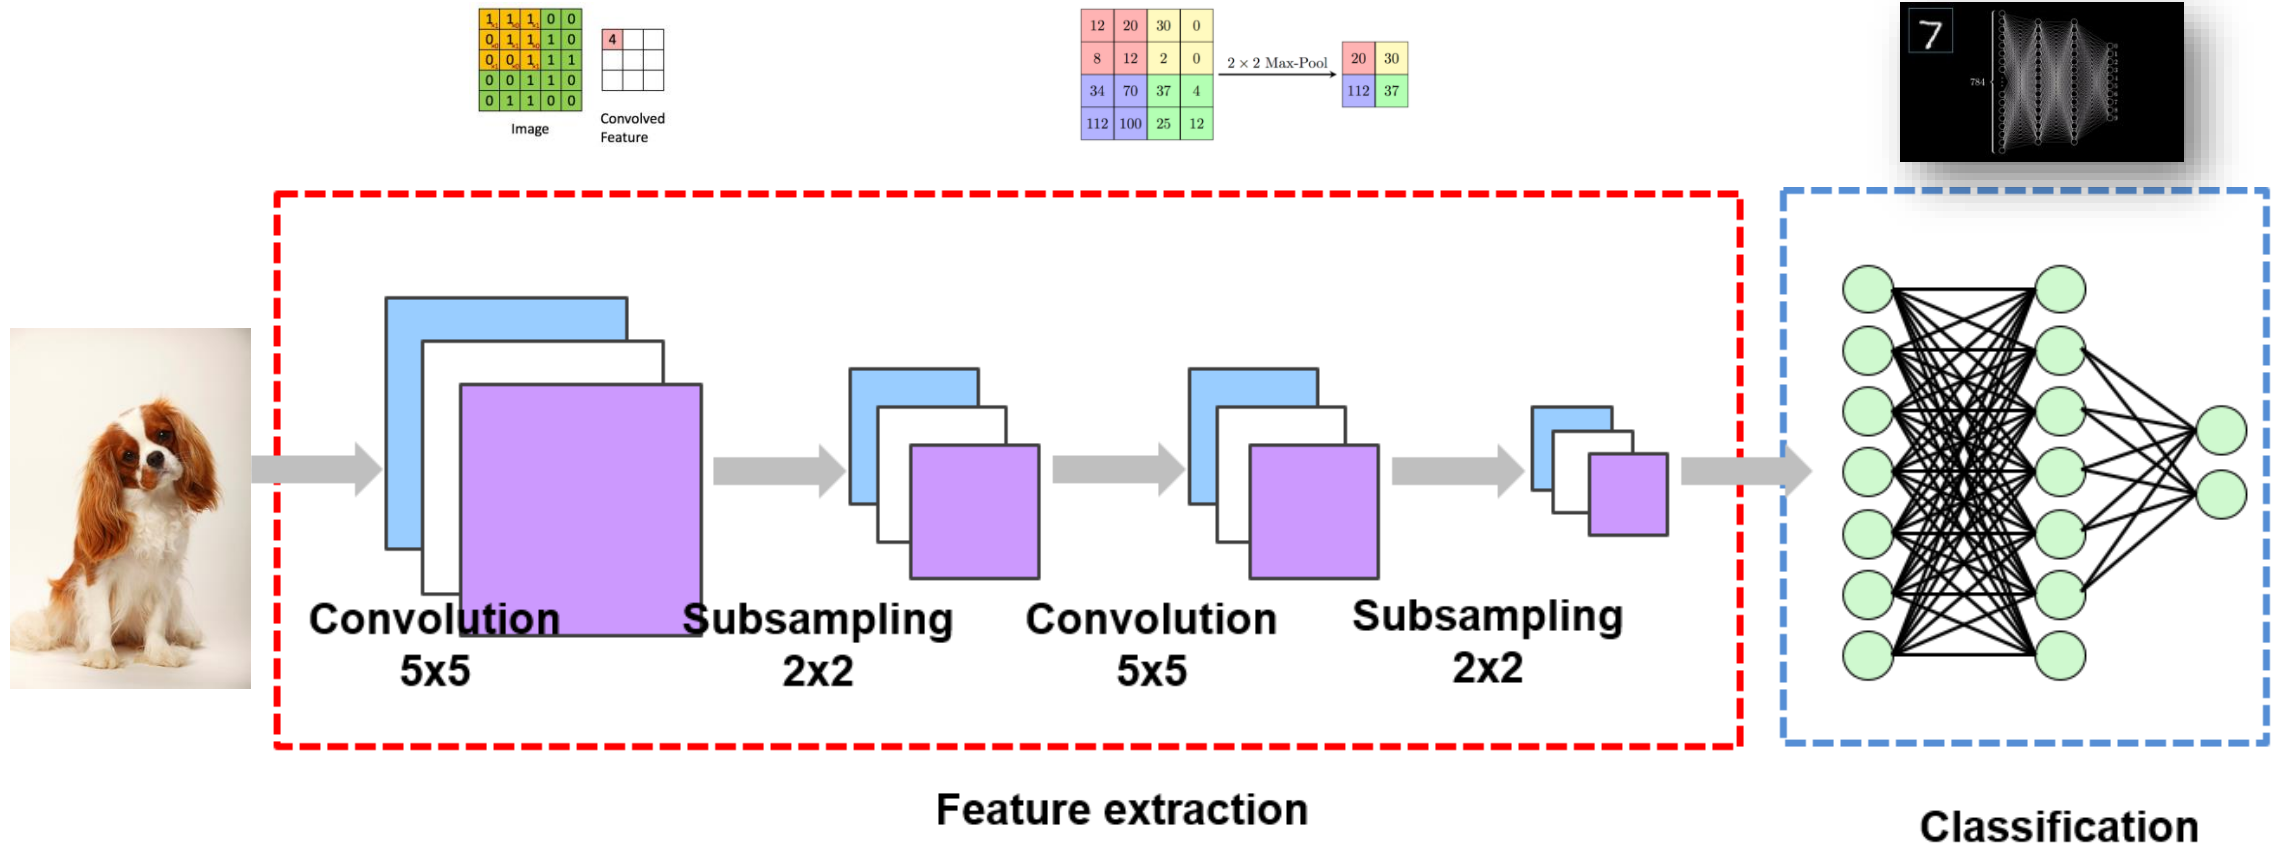 1 1 1 0 0
0 1 1 1 0
0 0 1 1 1
0 0 1 1 0
0 1 1 0 0
Image
4
Convolved
Feature
12 20 30 0
8 12 2 0
34 70 37 4
112 100 25 12
2 × 2 Max-Pool
20 30
112 37
7
784
Convolution
5x5
Subsampling
2x2
Convolution
5x5
Subsampling
2x2
Feature extraction
Classification